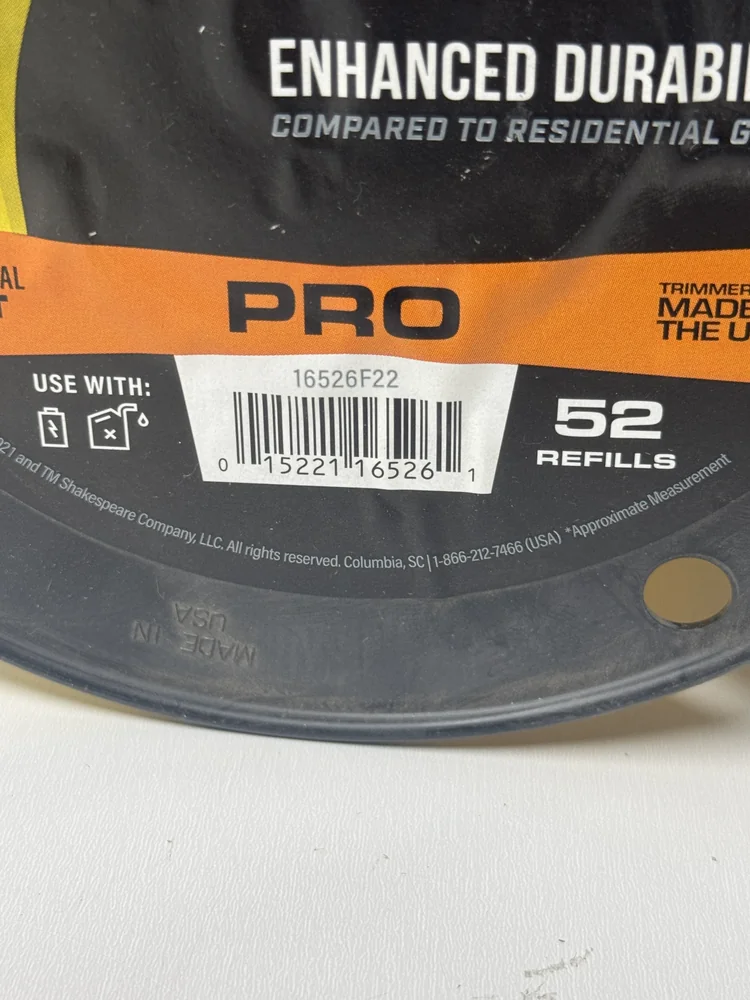 ENHANCED DURABI
COMPARED TO RESIDENTIAL G
AL
T
PRO
TRIMMER
MADE
THE U
USE WITH:
16526F22
0 15221 16526 1
52
REFILLS
021 and TM Shakespeare Company, LLC. All rights reserved. Columbia, SC | 1-866-212-7466 (USA) *Approximate Measurement
MADE IN
USA